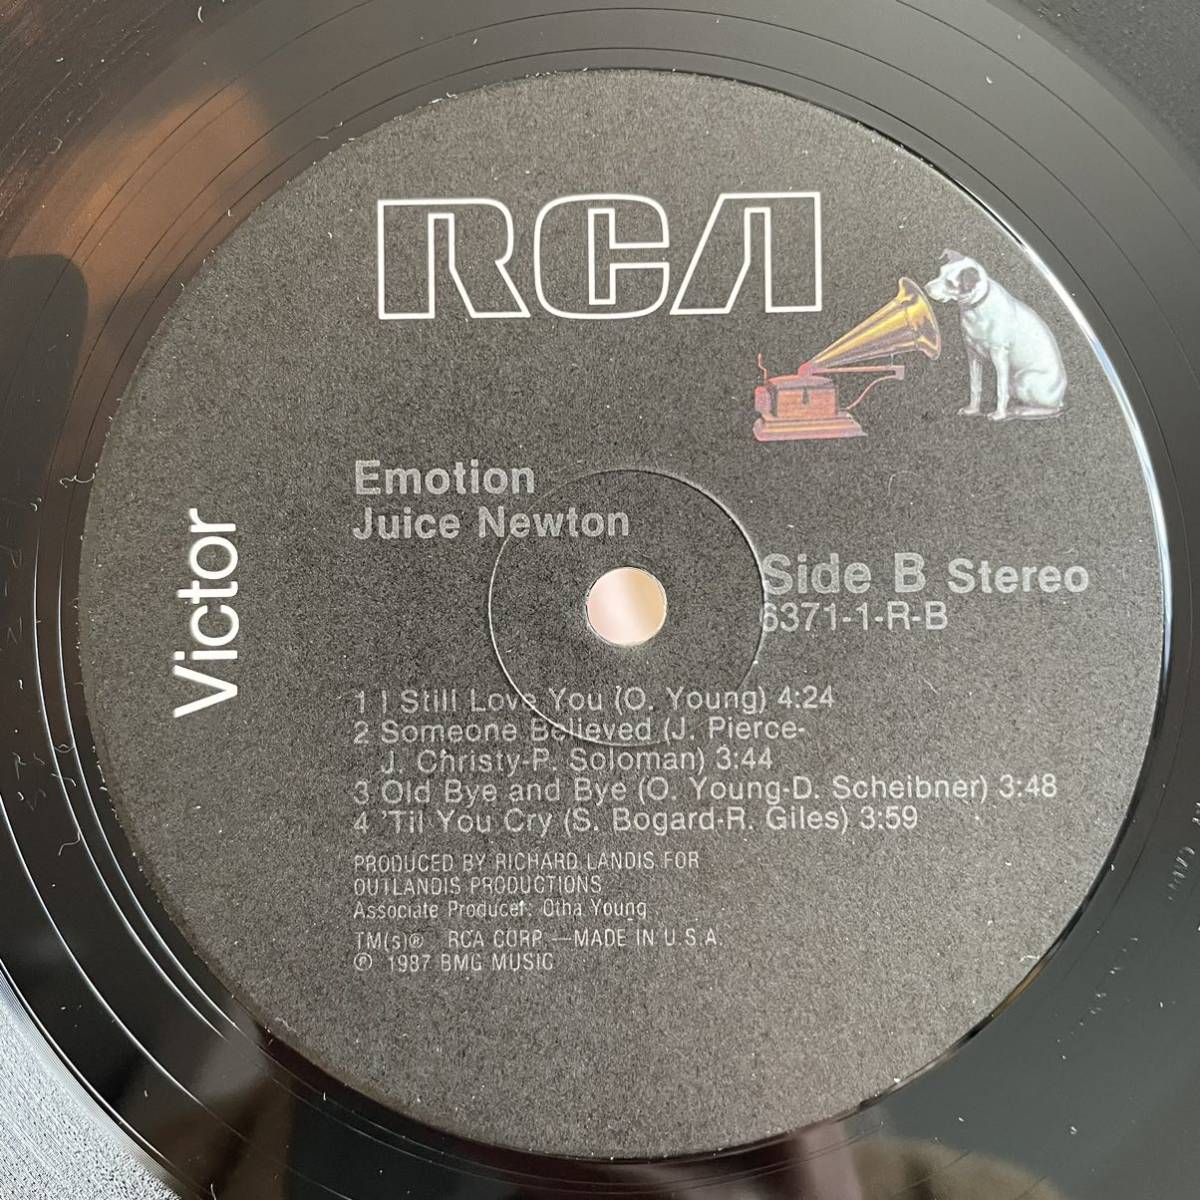 RCA
Victor
Emotion
Juice Newton
Side B Stereo
6371-1-R-B
1 I Still Love You (O. Young) 4:24
2 Someone Believed (J. Pierce-
J. Christy-P. Soloman) 3:44
3 Old Bye and Bye (O. Young-D. Scheibner) 3:48
4 'Til You Cry (S. Bogard-R. Giles) 3:59
PRODUCED BY RICHARD LANDIS FOR
OUTLANDIS PRODUCTIONS
Associate Producer: Otha Young
TM(s)® RCA CORP.—MADE IN U.S.A.
℗ 1987 BMG MUSIC